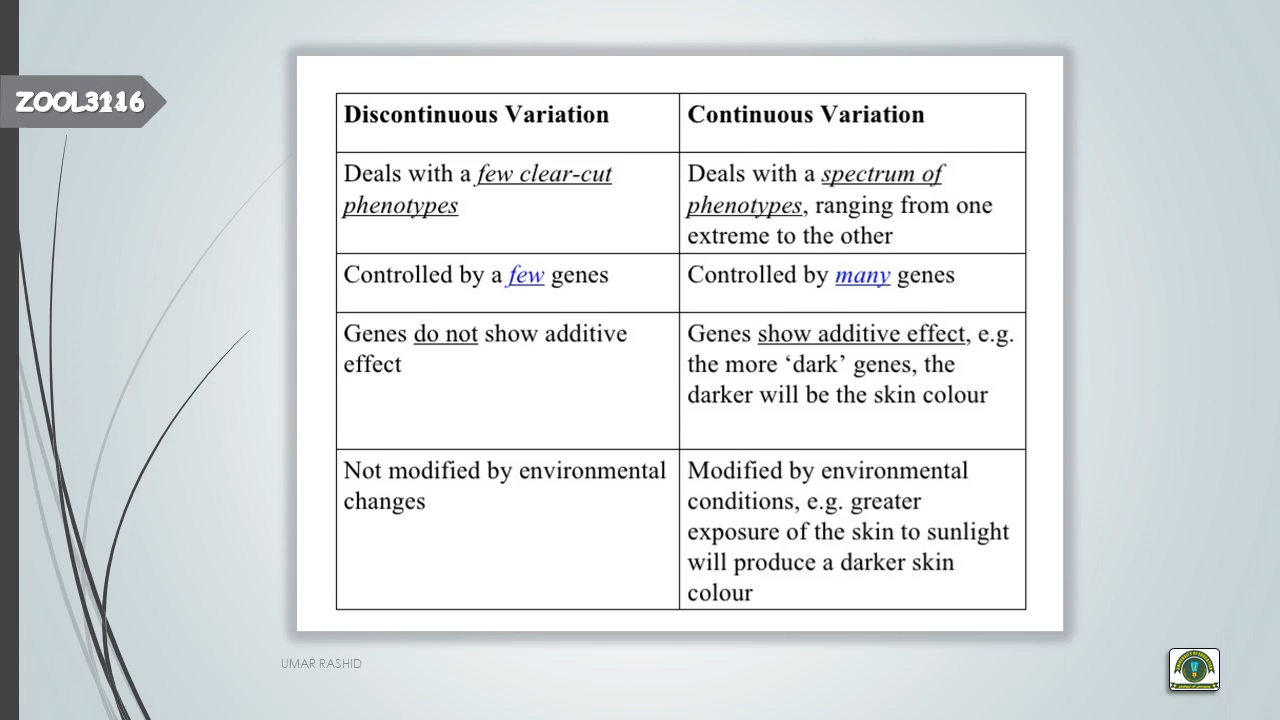 ZOOL3116
Discontinuous Variation
Continuous Variation
Deals with a few clear-cut
phenotypes
Deals with a spectrum of
phenotypes, ranging from one
extreme to the other
Controlled by a few genes
Controlled by many genes
Genes do not show additive
effect
Genes show additive effect, e.g.
the more ‘dark’ genes, the
darker will be the skin colour
Not modified by environmental
changes
Modified by environmental
conditions, e.g. greater
exposure of the skin to sunlight
will produce a darker skin
colour
UMAR RASHID